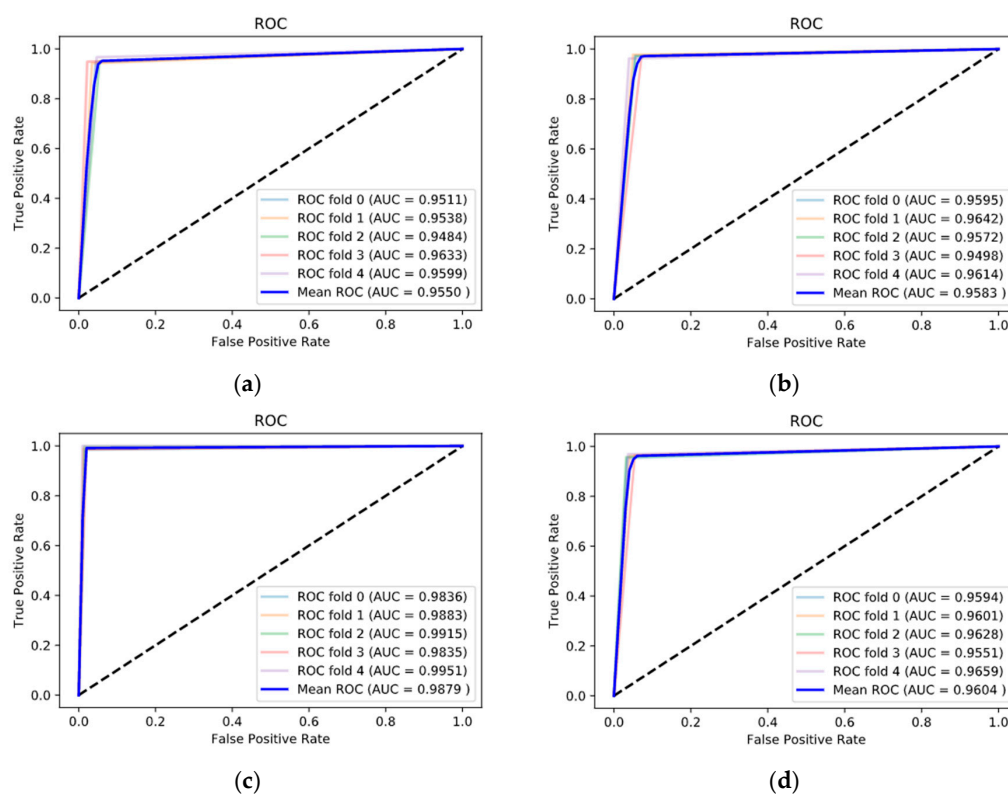 ROC
1.0
0.8
0.6
0.4
0.2
0.0
True Positive Rate
ROC fold 0 (AUC = 0.9511)
ROC fold 1 (AUC = 0.9538)
ROC fold 2 (AUC = 0.9484)
ROC fold 3 (AUC = 0.9633)
ROC fold 4 (AUC = 0.9599)
Mean ROC (AUC = 0.9550 )
0.0 0.2 0.4 0.6 0.8 1.0
False Positive Rate
(a)
ROC
1.0
0.8
0.6
0.4
0.2
0.0
True Positive Rate
ROC fold 0 (AUC = 0.9595)
ROC fold 1 (AUC = 0.9642)
ROC fold 2 (AUC = 0.9572)
ROC fold 3 (AUC = 0.9498)
ROC fold 4 (AUC = 0.9614)
Mean ROC (AUC = 0.9583 )
0.0 0.2 0.4 0.6 0.8 1.0
False Positive Rate
(b)
ROC
1.0
0.8
0.6
0.4
0.2
0.0
True Positive Rate
ROC fold 0 (AUC = 0.9836)
ROC fold 1 (AUC = 0.9883)
ROC fold 2 (AUC = 0.9915)
ROC fold 3 (AUC = 0.9835)
ROC fold 4 (AUC = 0.9951)
Mean ROC (AUC = 0.9879 )
0.0 0.2 0.4 0.6 0.8 1.0
False Positive Rate
(c)
ROC
1.0
0.8
0.6
0.4
0.2
0.0
True Positive Rate
ROC fold 0 (AUC = 0.9594)
ROC fold 1 (AUC = 0.9601)
ROC fold 2 (AUC = 0.9628)
ROC fold 3 (AUC = 0.9551)
ROC fold 4 (AUC = 0.9659)
Mean ROC (AUC = 0.9604 )
0.0 0.2 0.4 0.6 0.8 1.0
False Positive Rate
(d)